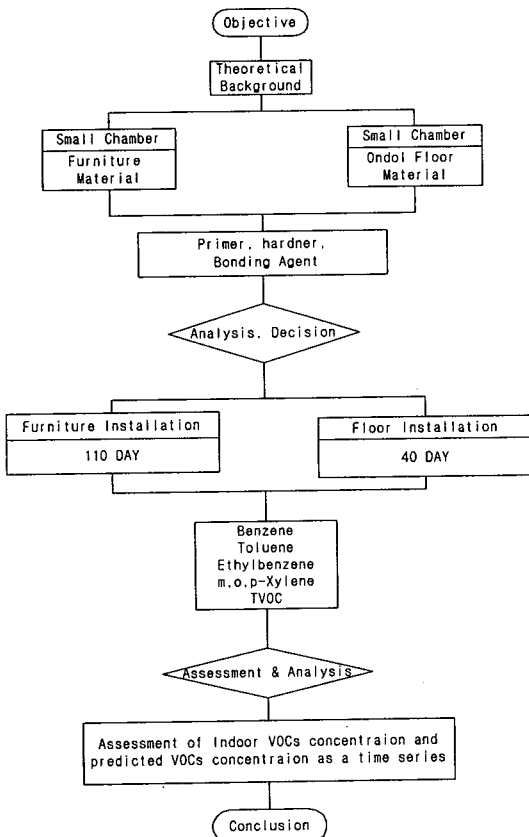 Objective
Theoretical
Background
Small Chamber
Furniture
Material
Small Chamber
Ondol Floor
Material
Primer, hardner,
Bonding Agent
Analysis, Decision
Furniture Installation
110 DAY
Floor Installation
40 DAY
Benzene
Toluene
Ethylbenzene
m,o,p-Xylene
TVOC
Assessment & Analysis
Assessment of Indoor VOCs concentraion and
predicted VOCs concentraion as a time series
Conclusion